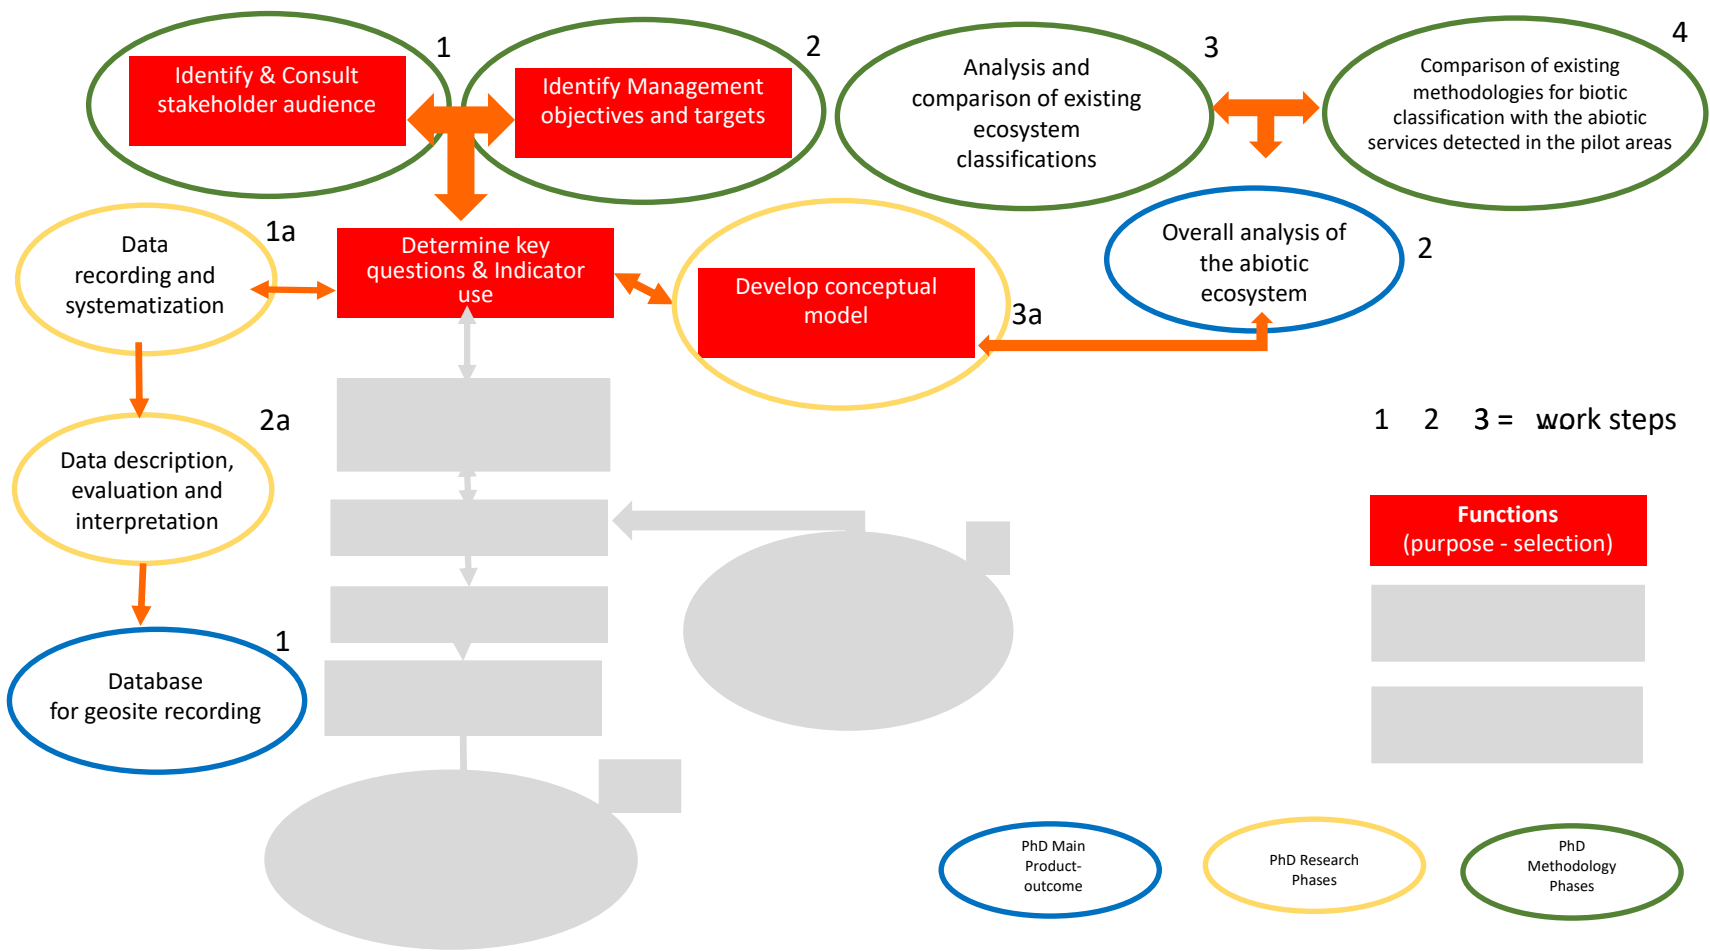 1
Identify & Consult
stakeholder audience
2
Identify Management
objectives and targets
3
Analysis and
comparison of existing
ecosystem
classifications
4
Comparison of existing
methodologies for biotic
classification with the abiotic
services detected in the pilot areas
1a
Data
recording and
systematization
Determine key
questions & Indicator
use
Develop conceptual
model
3a
Overall analysis of
the abiotic
ecosystem
2
2a
Data description,
evaluation and
interpretation
1 2 3 = work steps
Functions
(purpose - selection)
1
Database
for geosite recording
PhD Main
Product-
outcome
PhD Research
Phases
PhD
Methodology
Phases